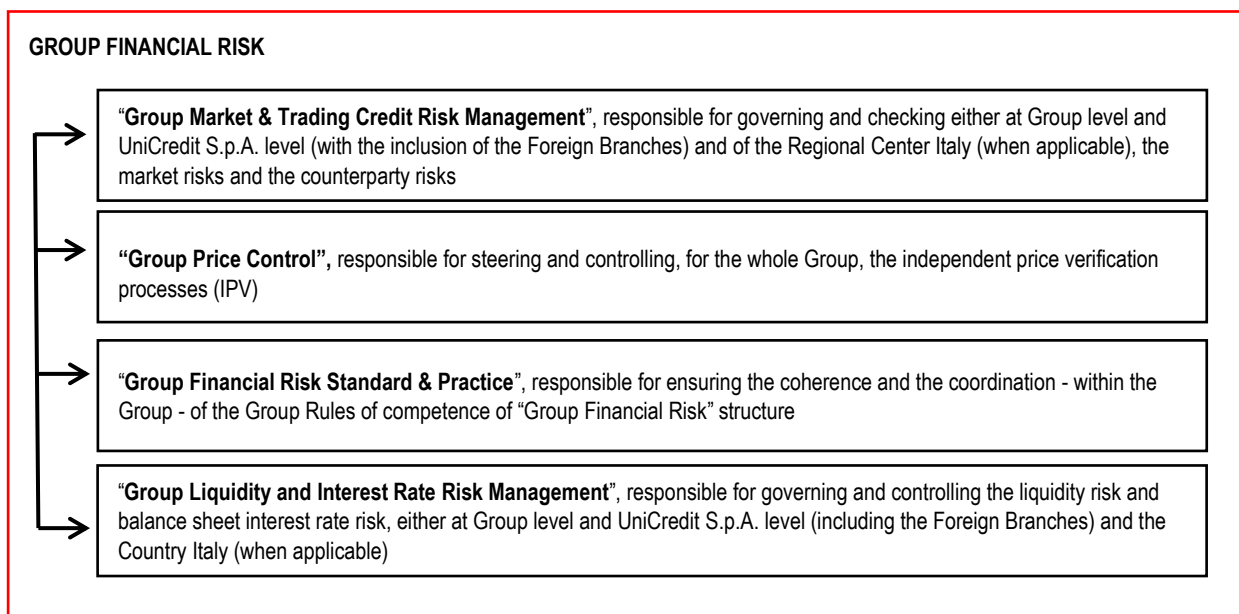 GROUP FINANCIAL RISK
“Group Market & Trading Credit Risk Management”, responsible for governing and checking either at Group level and
UniCredit S.p.A. level (with the inclusion of the Foreign Branches) and of the Regional Center Italy (when applicable), the
market risks and the counterparty risks
“Group Price Control”, responsible for steering and controlling, for the whole Group, the independent price verification
processes (IPV)
“Group Financial Risk Standard & Practice”, responsible for ensuring the coherence and the coordination - within the
Group - of the Group Rules of competence of “Group Financial Risk” structure
“Group Liquidity and Interest Rate Risk Management”, responsible for governing and controlling the liquidity risk and
balance sheet interest rate risk, either at Group level and UniCredit S.p.A. level (including the Foreign Branches) and the
Country Italy (when applicable)